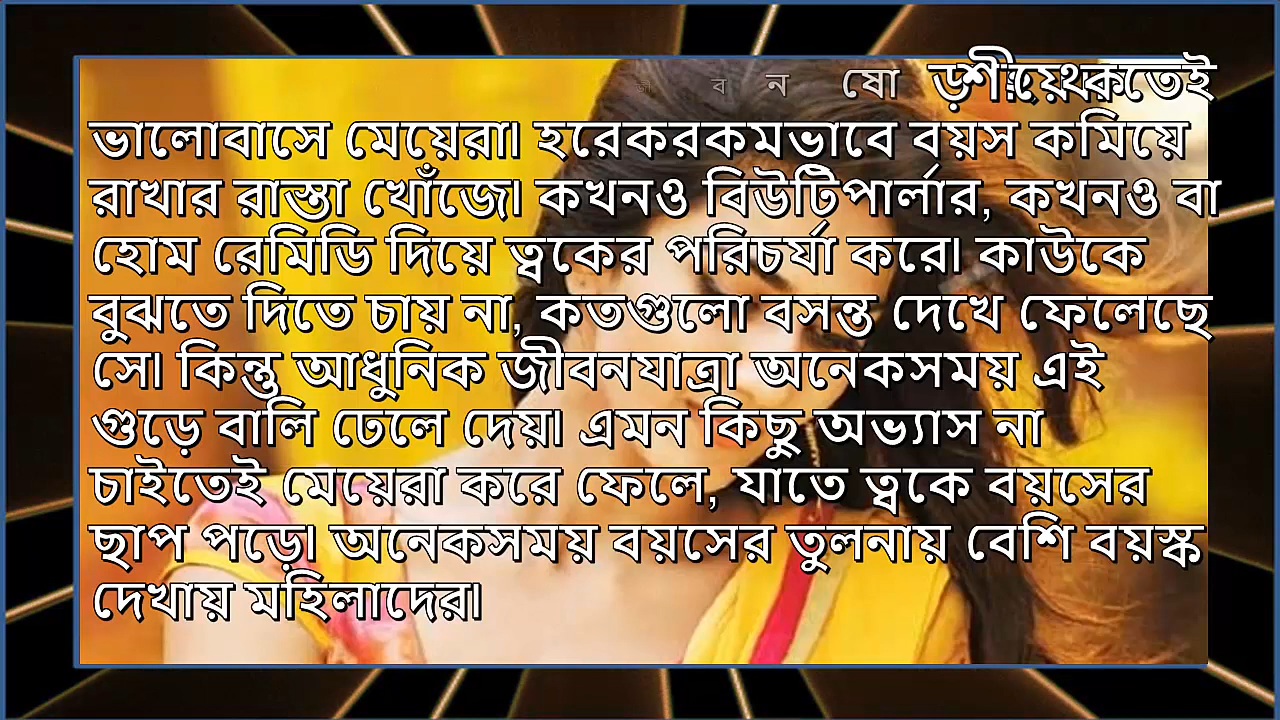 ষোড়শী
ভালোবাসে মেয়েরা। হরেকরকমভাবে বয়স কমিয়ে
রাখার রাস্তা খোঁজে। কখনও বিউটিপার্লার, কখনও বা
হোম রেমিডি দিয়ে ত্বকের পরিচর্যা করে। কাউকে
বুঝতে দিতে চায় না, কতগুলো বসন্ত দেখে ফেলেছে
সে। কিন্তু আধুনিক জীবনযাত্রা অনেকসময় এই
গুড়ে বালি ঢেলে দেয়। এমন কিছু অভ্যাস না
চাইতেই মেয়েরা করে ফেলে, যাতে ত্বকে বয়সের
ছাপ পড়ে। অনেকসময় বয়সের তুলনায় বেশি বয়স্ক
দেখায় মহিলাদের।